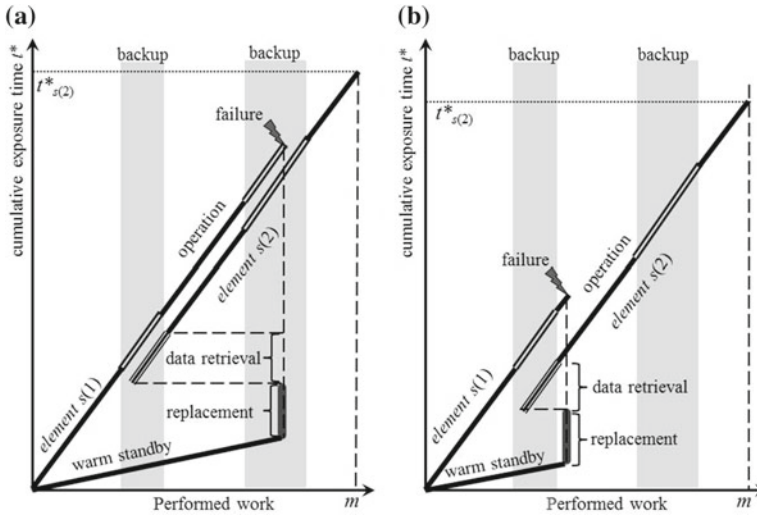 (a)
backup
backup
t*s(2)
failure
operation
element s(2)
data retrieval
element s(1)
replacement
warm standby
cumulative exposure time t*
Performed work
m
(b)
backup
backup
t*s(2)
operation
failure
element s(2)
element s(1)
data retrieval
replacement
warm standby
cumulative exposure time t*
Performed work
m